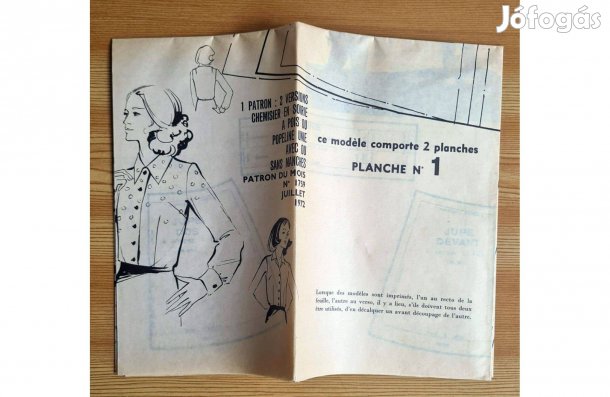 Jófogás
1 PATRON : 2 VERSIONS
CHEMISIER EN SOIRIE
A POIS OU
POPELINE UNIE
AVEC OU
SANS MANCHES
PATRON DU MOIS
N° 1759
JUILLET
1972
ce modèle comporte 2 planches
PLANCHE N° 1
Lorsque des modèles sont imprimés, l'un au recto de la
feuille, l'autre au verso, il y a lieu, s'ils doivent tous deux
être utilisés, d'en décalquer un avant découpage de l'autre.